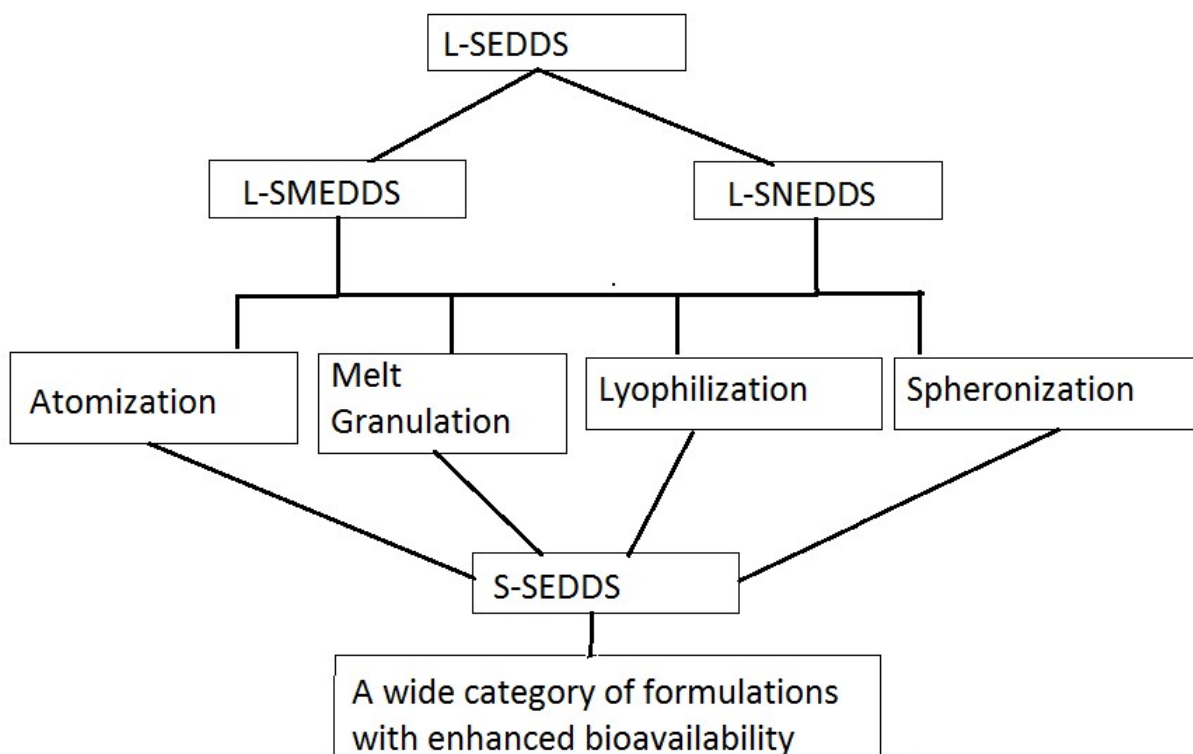 L-SEDDS
L-SMEDDS
L-SNEDDS
Atomization
Melt
Granulation
Lyophilization
Spheronization
S-SEDDS
A wide category of formulations
with enhanced bioavailability